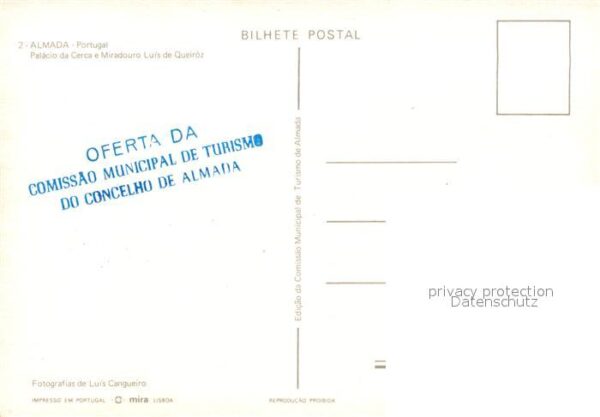 BILHETE POSTAL
2 - ALMADA - Portugal
Palácio da Cerca e Miradouro Luís de Queiróz
OFERTA DA
COMISSÃO MUNICIPAL DE TURISMO
DO CONCELHO DE ALMADA
Edição da Comissão Municipal de Turismo de Almada
privacy protection
Datenschutz
Fotografias de Luís Cangueiro
IMPRESSO EM PORTUGAL - mira LISBOA
REPRODUÇÃO PROIBIDA